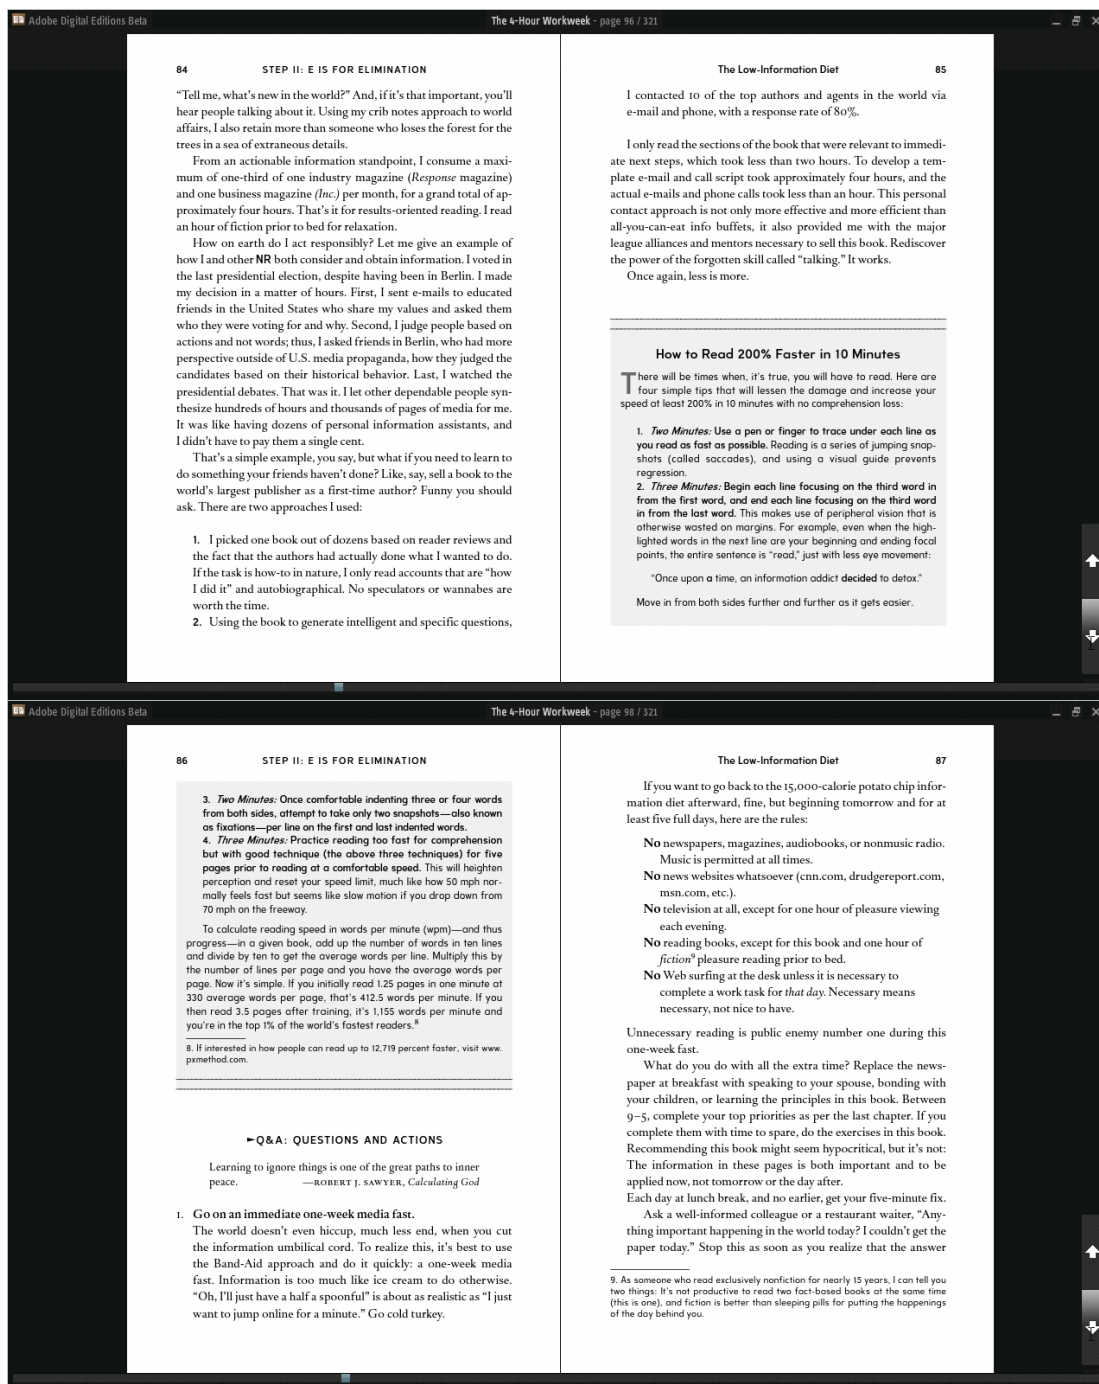 Adobe Digital Editions Beta
The 4-Hour Workweek - page 96 / 321
84
STEP II: E IS FOR ELIMINATION
“Tell me, what’s new in the world?” And, if it’s that important, you’ll
hear people talking about it. Using my crib notes approach to world
affairs, I also retain more than someone who loses the forest for the
trees in a sea of extraneous details.
From an actionable information standpoint, I consume a maxi-
mum of one-third of one industry magazine (Response magazine)
and one business magazine (Inc.) per month, for a grand total of ap-
proximately four hours. That’s it for results-oriented reading. I read
an hour of fiction prior to bed for relaxation.
How on earth do I act responsibly? Let me give an example of
how I and other NR both consider and obtain information. I voted in
the last presidential election, despite having been in Berlin. I made
my decision in a matter of hours. First, I sent e-mails to educated
friends in the United States who share my values and asked them
who they were voting for and why. Second, I judge people based on
actions and not words; thus, I asked friends in Berlin, who had more
perspective outside of U.S. media propaganda, how they judged the
candidates based on their historical behavior. Last, I watched the
presidential debates. That was it. I let other dependable people syn-
thesize hundreds of hours and thousands of pages of media for me.
It was like having dozens of personal information assistants, and
I didn’t have to pay them a single cent.
That’s a simple example, you say, but what if you need to learn to
do something your friends haven’t done? Like, say, sell a book to the
world’s largest publisher as a first-time author? Funny you should
ask. There are two approaches I used:
1. I picked one book out of dozens based on reader reviews and
the fact that the authors had actually done what I wanted to do.
If the task is how-to in nature, I only read accounts that are “how
I did it” and autobiographical. No speculators or wannabes are
worth the time.
2. Using the book to generate intelligent and specific questions,
The Low-Information Diet
85
I contacted 10 of the top authors and agents in the world via
e-mail and phone, with a response rate of 80%.
I only read the sections of the book that were relevant to immedi-
ate next steps, which took less than two hours. To develop a tem-
plate e-mail and call script took approximately four hours, and the
actual e-mails and phone calls took less than an hour. This personal
contact approach is not only more effective and more efficient than
all-you-can-eat info buffets, it also provided me with the major
league alliances and mentors necessary to sell this book. Rediscover
the power of the forgotten skill called “talking.” It works.
Once again, less is more.
How to Read 200% Faster in 10 Minutes
There will be times when, it’s true, you will have to read. Here are
four simple tips that will lessen the damage and increase your
speed at least 200% in 10 minutes with no comprehension loss:
1. Two Minutes: Use a pen or finger to trace under each line as
you read as fast as possible. Reading is a series of jumping snap-
shots (called saccades), and using a visual guide prevents
regression.
2. Three Minutes: Begin each line focusing on the third word in
from the first word, and end each line focusing on the third word
in from the last word. This makes use of peripheral vision that is
otherwise wasted on margins. For example, even when the high-
lighted words in the next line are your beginning and ending focal
points, the entire sentence is “read,” just with less eye movement:
“Once upon a time, an information addict decided to detox.”
Move in from both sides further and further as it gets easier.
Adobe Digital Editions Beta
The 4-Hour Workweek - page 98 / 321
86
STEP II: E IS FOR ELIMINATION
3. Two Minutes: Once comfortable indenting three or four words
from both sides, attempt to take only two snapshots—also known
as fixations—per line on the first and last indented words.
4. Three Minutes: Practice reading too fast for comprehension
but with good technique (the above three techniques) for five
pages prior to reading at a comfortable speed. This will heighten
perception and reset your speed limit, much like how 50 mph nor-
mally feels fast but seems like slow motion if you drop down from
70 mph on the freeway.
To calculate reading speed in words per minute (wpm)—and thus
progress—in a given book, add up the number of words in ten lines
and divide by ten to get the average words per line. Multiply this by
the number of lines per page and you have the average words per
page. Now it’s simple. If you initially read 1.25 pages in one minute at
330 average words per page, that’s 412.5 words per minute. If you
then read 3.5 pages after training, it’s 1,155 words per minute and
you’re in the top 1% of the world’s fastest readers.8
8. If interested in how people can read up to 12,719 percent faster, visit www.
pxmethod.com.
►Q&A: QUESTIONS AND ACTIONS
Learning to ignore things is one of the great paths to inner
peace. —ROBERT J. SAWYER, Calculating God
1. Go on an immediate one-week media fast.
The world doesn’t even hiccup, much less end, when you cut
the information umbilical cord. To realize this, it’s best to use
the Band-Aid approach and do it quickly: a one-week media
fast. Information is too much like ice cream to do otherwise.
“Oh, I’ll just have a half a spoonful” is about as realistic as “I just
want to jump online for a minute.” Go cold turkey.
The Low-Information Diet
87
If you want to go back to the 15,000-calorie potato chip infor-
mation diet afterward, fine, but beginning tomorrow and for at
least five full days, here are the rules:
No newspapers, magazines, audiobooks, or nonmusic radio.
Music is permitted at all times.
No news websites whatsoever (cnn.com, drudgereport.com,
msn.com, etc.).
No television at all, except for one hour of pleasure viewing
each evening.
No reading books, except for this book and one hour of
fiction9 pleasure reading prior to bed.
No Web surfing at the desk unless it is necessary to
complete a work task for that day. Necessary means
necessary, not nice to have.
Unnecessary reading is public enemy number one during this
one-week fast.
What do you do with all the extra time? Replace the news-
paper at breakfast with speaking to your spouse, bonding with
your children, or learning the principles in this book. Between
9–5, complete your top priorities as per the last chapter. If you
complete them with time to spare, do the exercises in this book.
Recommending this book might seem hypocritical, but it’s not:
The information in these pages is both important and to be
applied now, not tomorrow or the day after.
Each day at lunch break, and no earlier, get your five-minute fix.
Ask a well-informed colleague or a restaurant waiter, “Any-
thing important happening in the world today? I couldn’t get the
paper today.” Stop this as soon as you realize that the answer
9. As someone who read exclusively nonfiction for nearly 15 years, I can tell you
two things: It’s not productive to read two fact-based books at the same time
(this is one), and fiction is better than sleeping pills for putting the happenings
of the day behind you.